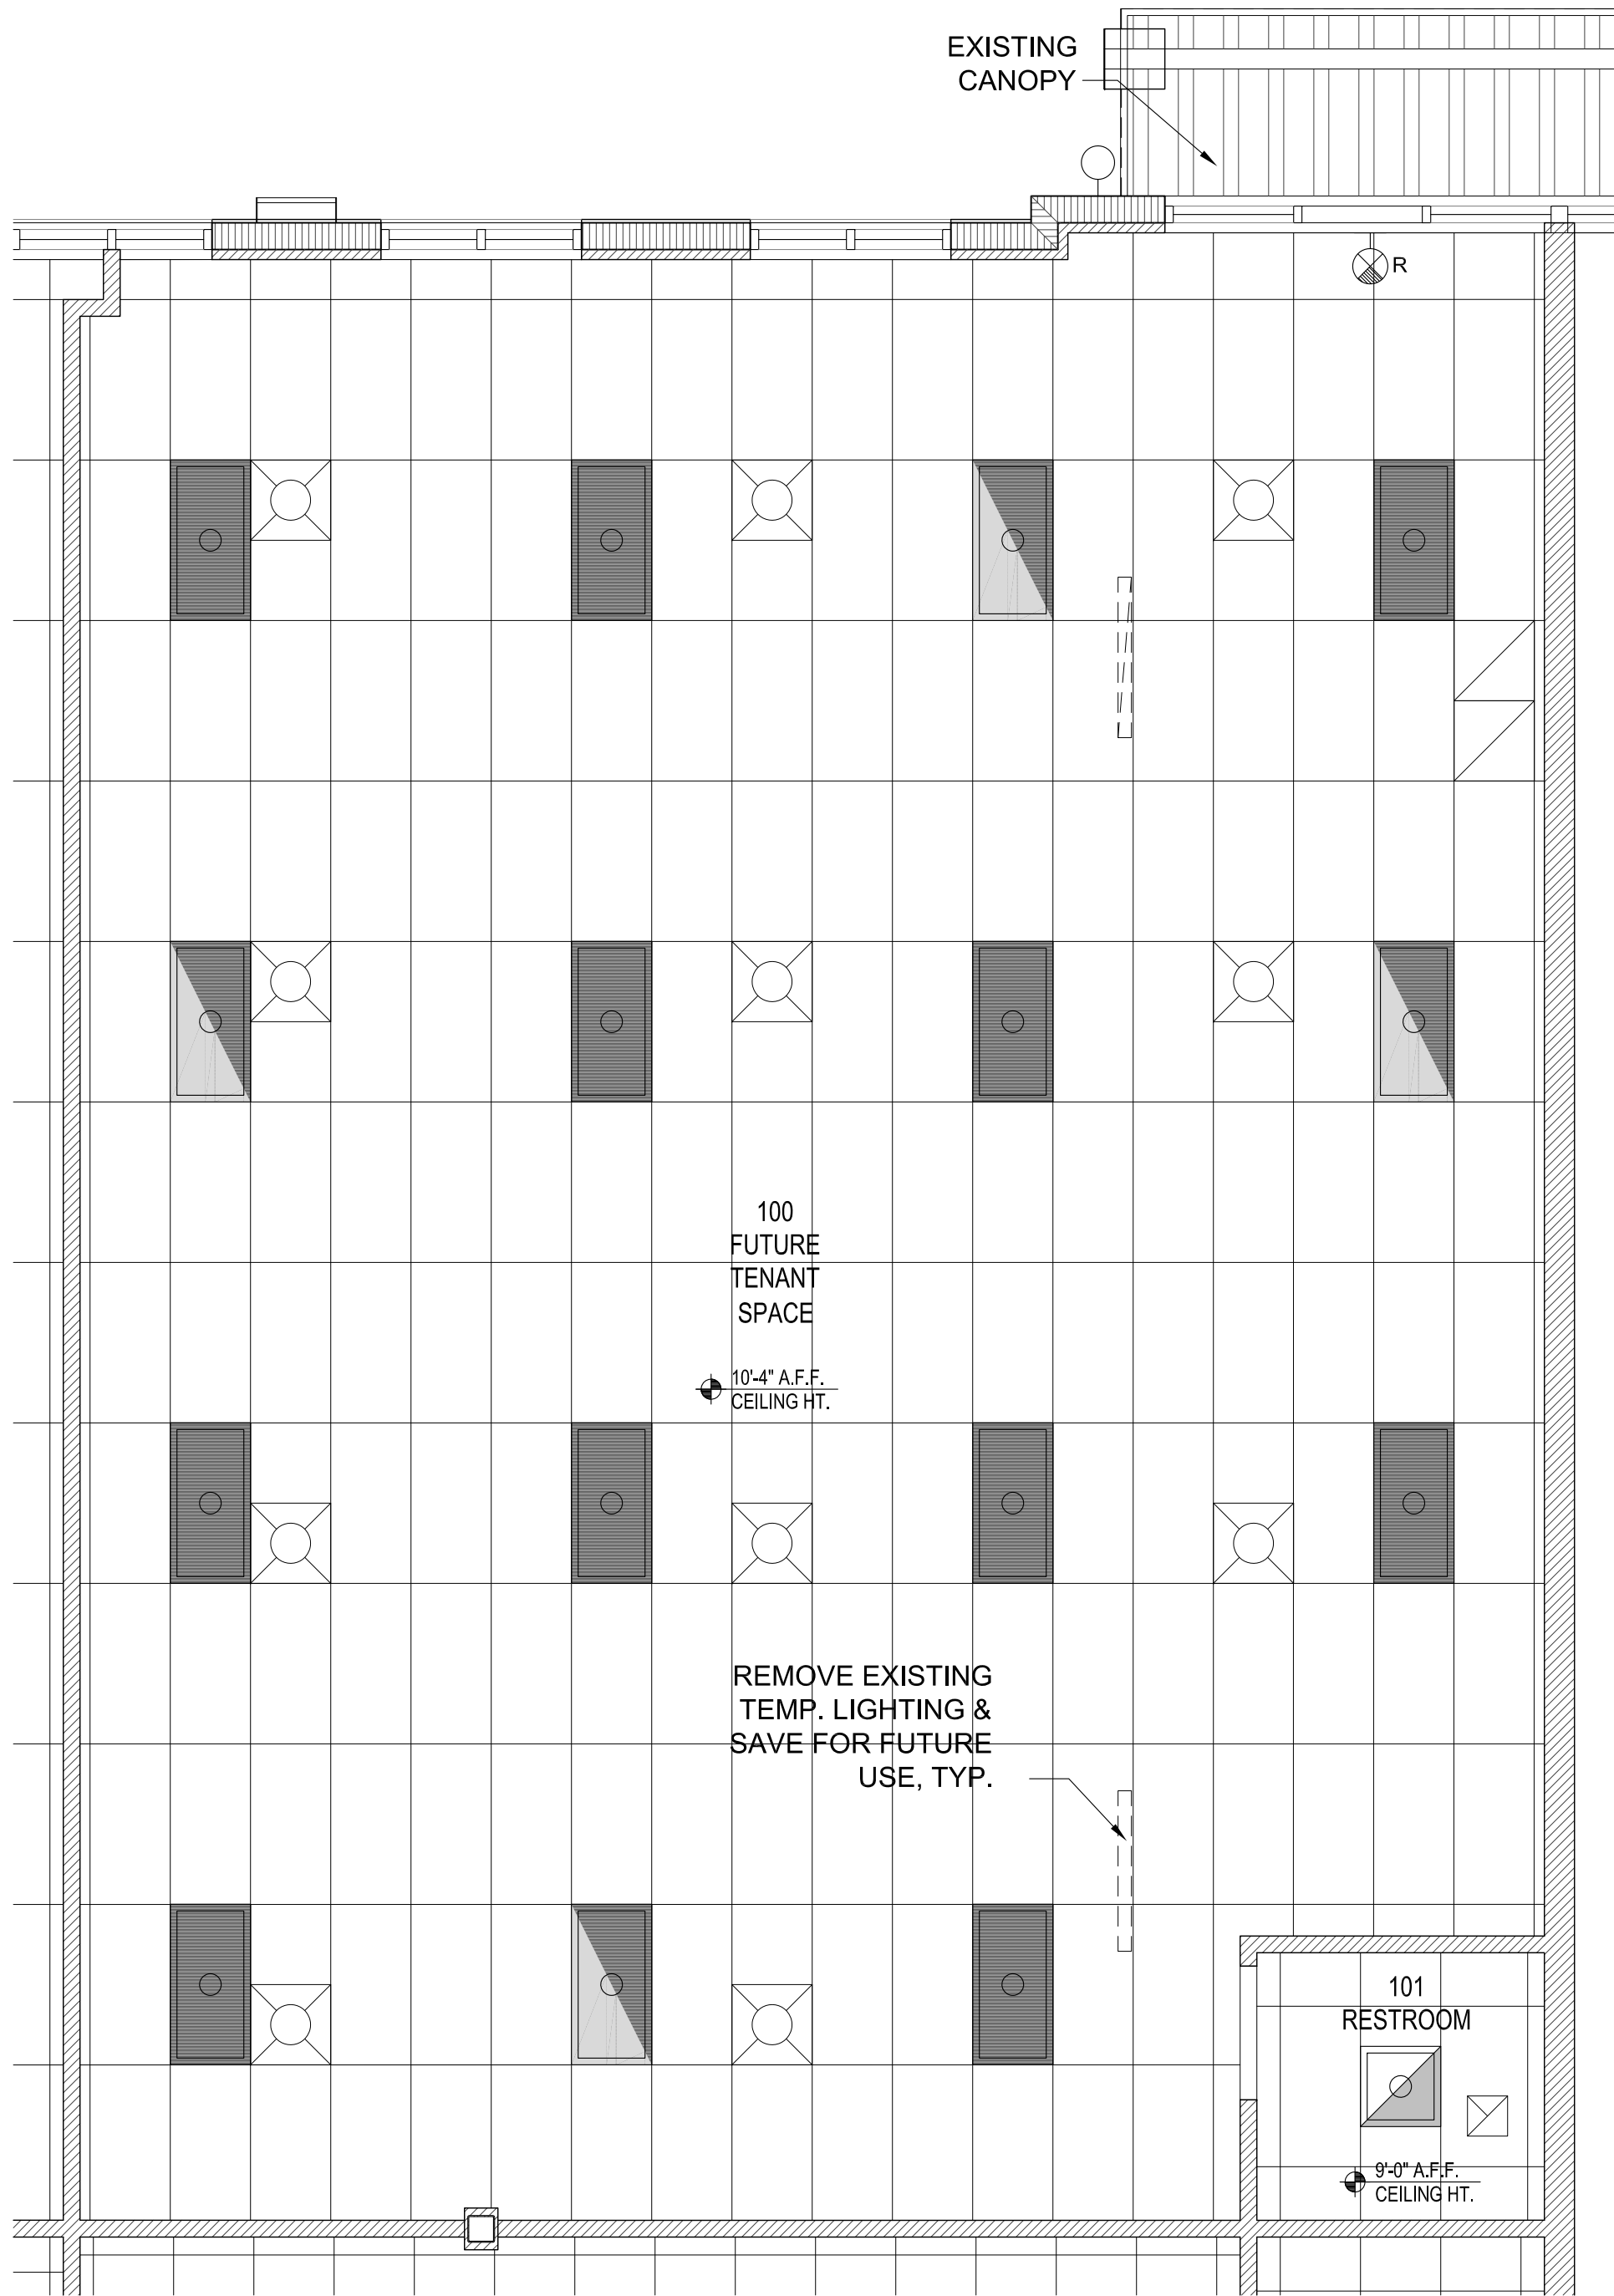 EXISTING
CANOPY
R
100
FUTURE
TENANT
SPACE
10'-4" A.F.F.
CEILING HT.
REMOVE EXISTING
TEMP. LIGHTING &
SAVE FOR FUTURE
USE, TYP.
101
RESTROOM
9'-0" A.F.F.
CEILING HT.